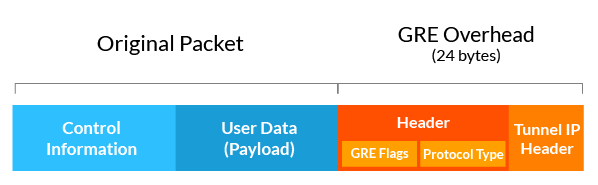 Original Packet
GRE Overhead
(24 bytes)
Control
Information
User Data
(Payload)
Header
GRE Flags
Protocol Type
Tunnel IP
Header